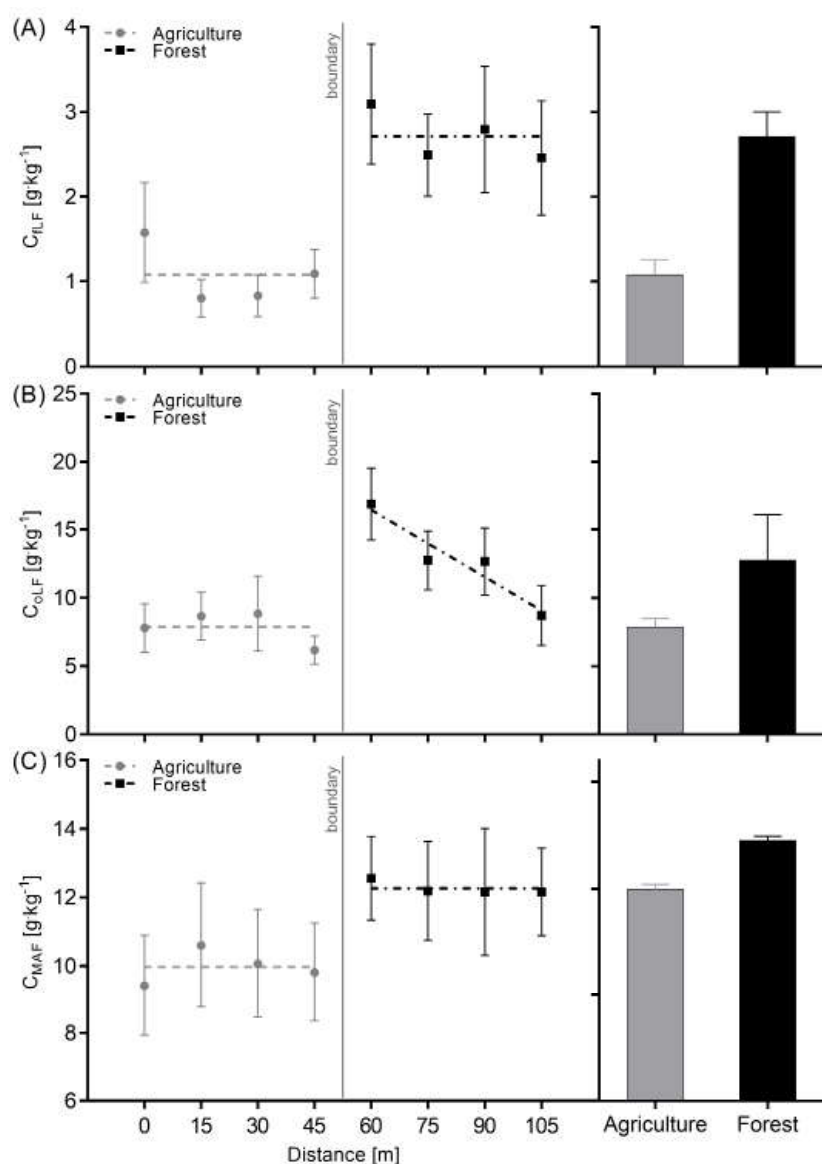 (A)
Agriculture
Forest
boundary
4
3
2
1
0
CfLF [g·kg-1]
(B)
Agriculture
Forest
boundary
25
20
15
10
5
0
CoLF [g·kg-1]
(C)
Agriculture
Forest
boundary
16
14
12
10
8
6
CMAF [g·kg-1]
0 15 30 45 60 75 90 105
Distance [m]
Agriculture Forest